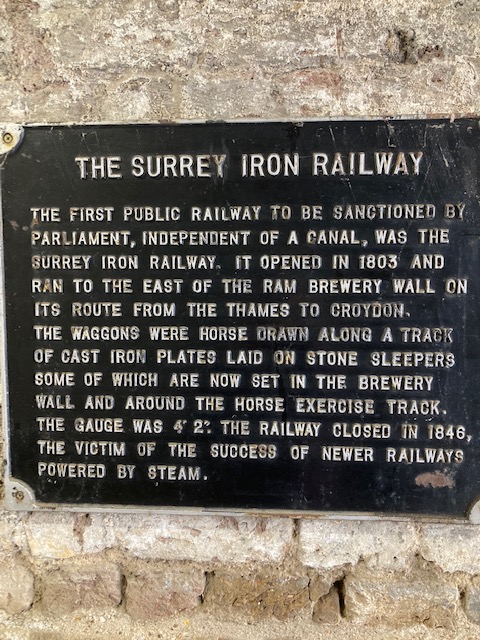 THE SURREY IRON RAILWAY
THE FIRST PUBLIC RAILWAY TO BE SANCTIONED BY
PARLIAMENT, INDEPENDENT OF A CANAL, WAS THE
SURREY IRON RAILWAY. IT OPENED IN 1803 AND
RAN TO THE EAST OF THE RAM BREWERY WALL ON
ITS ROUTE FROM THE THAMES TO CROYDON.
THE WAGGONS WERE HORSE DRAWN ALONG A TRACK
OF CAST IRON PLATES LAID ON STONE SLEEPERS
SOME OF WHICH ARE NOW SET IN THE BREWERY
WALL AND AROUND THE HORSE EXERCISE TRACK.
THE GAUGE WAS 4' 2". THE RAILWAY CLOSED IN 1846,
THE VICTIM OF THE SUCCESS OF NEWER RAILWAYS
POWERED BY STEAM.